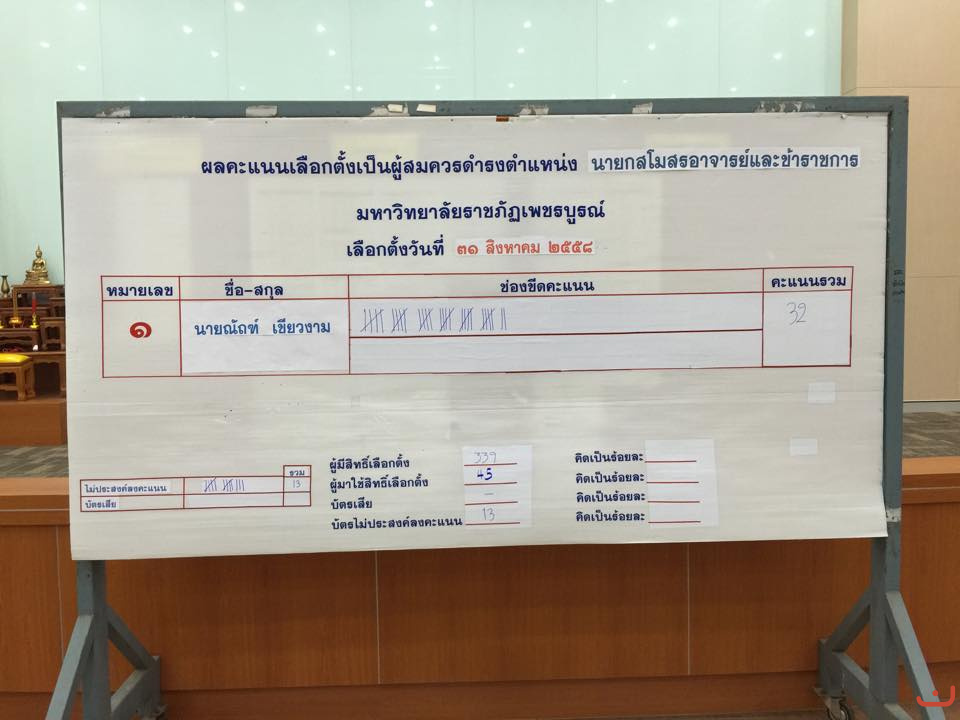 ผลคะแนนเลือกตั้งเป็นผู้สมควรดำรงตำแหน่ง นายกสโมสรอาจารย์และข้าราชการ
มหาวิทยาลัยราชภัฏเพชรบูรณ์
เลือกตั้งวันที่ ๓๑ สิงหาคม ๒๕๕๘
หมายเลข ชื่อ-สกุล ช่องขีดคะแนน คะแนนรวม
๑ นายณัฤฑ์ เขียวงาม 32
รวม
ไม่ประสงค์ลงคะแนน 13
บัตรเสีย
ผู้มีสิทธิ์เลือกตั้ง 339 คิดเป็นร้อยละ
ผู้มาใช้สิทธิ์เลือกตั้ง 45 คิดเป็นร้อยละ
บัตรเสีย - คิดเป็นร้อยละ
บัตรไม่ประสงค์ลงคะแนน 13 คิดเป็นร้อยละ